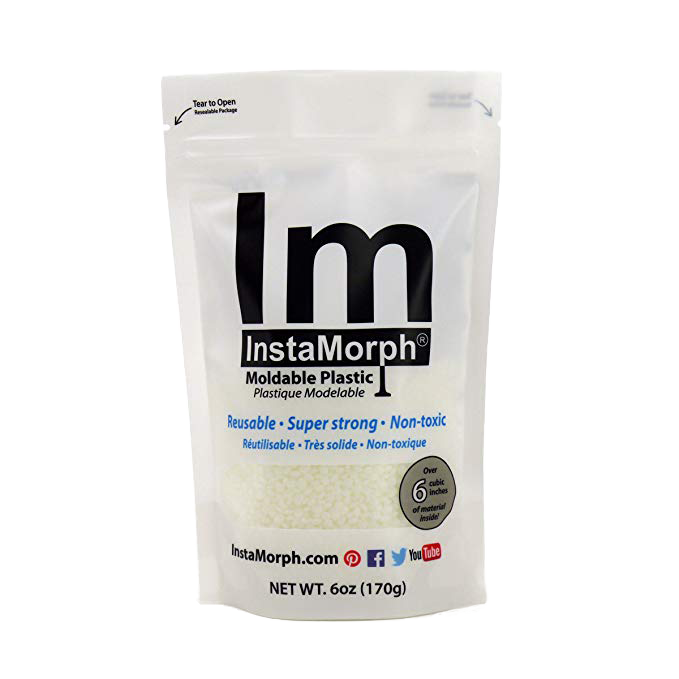 Tear to Open
Resealable Package
Im
InstaMorph®
Moldable Plastic
Plastique Modelable
Reusable • Super strong • Non-toxic
Réutilisable • Très solide • Non-toxique
Over
6 cubic
inches
of material
inside!
InstaMorph.com
You Tube
NET WT. 6oz (170g)